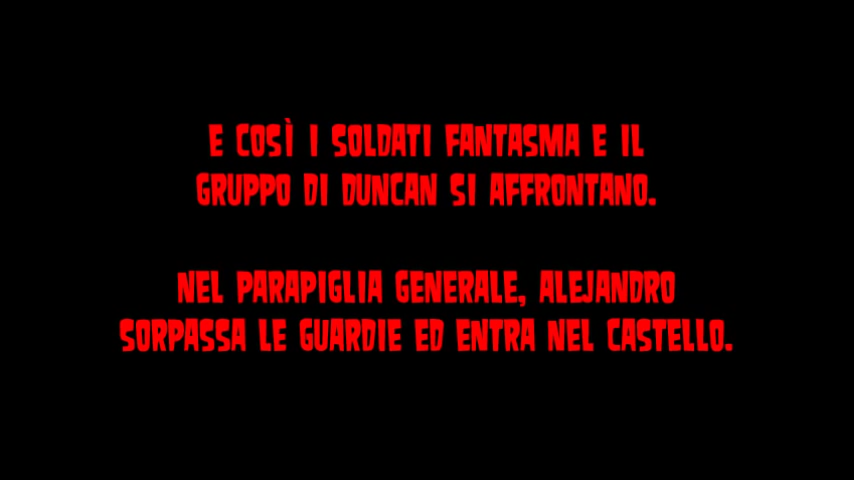 E COSÌ I SOLDATI FANTASMA E IL
GRUPPO DI DUNCAN SI AFFRONTANO.
NEL PARAPIGLIA GENERALE, ALEJANDRO
SORPASSA LE GUARDIE ED ENTRA NEL CASTELLO.